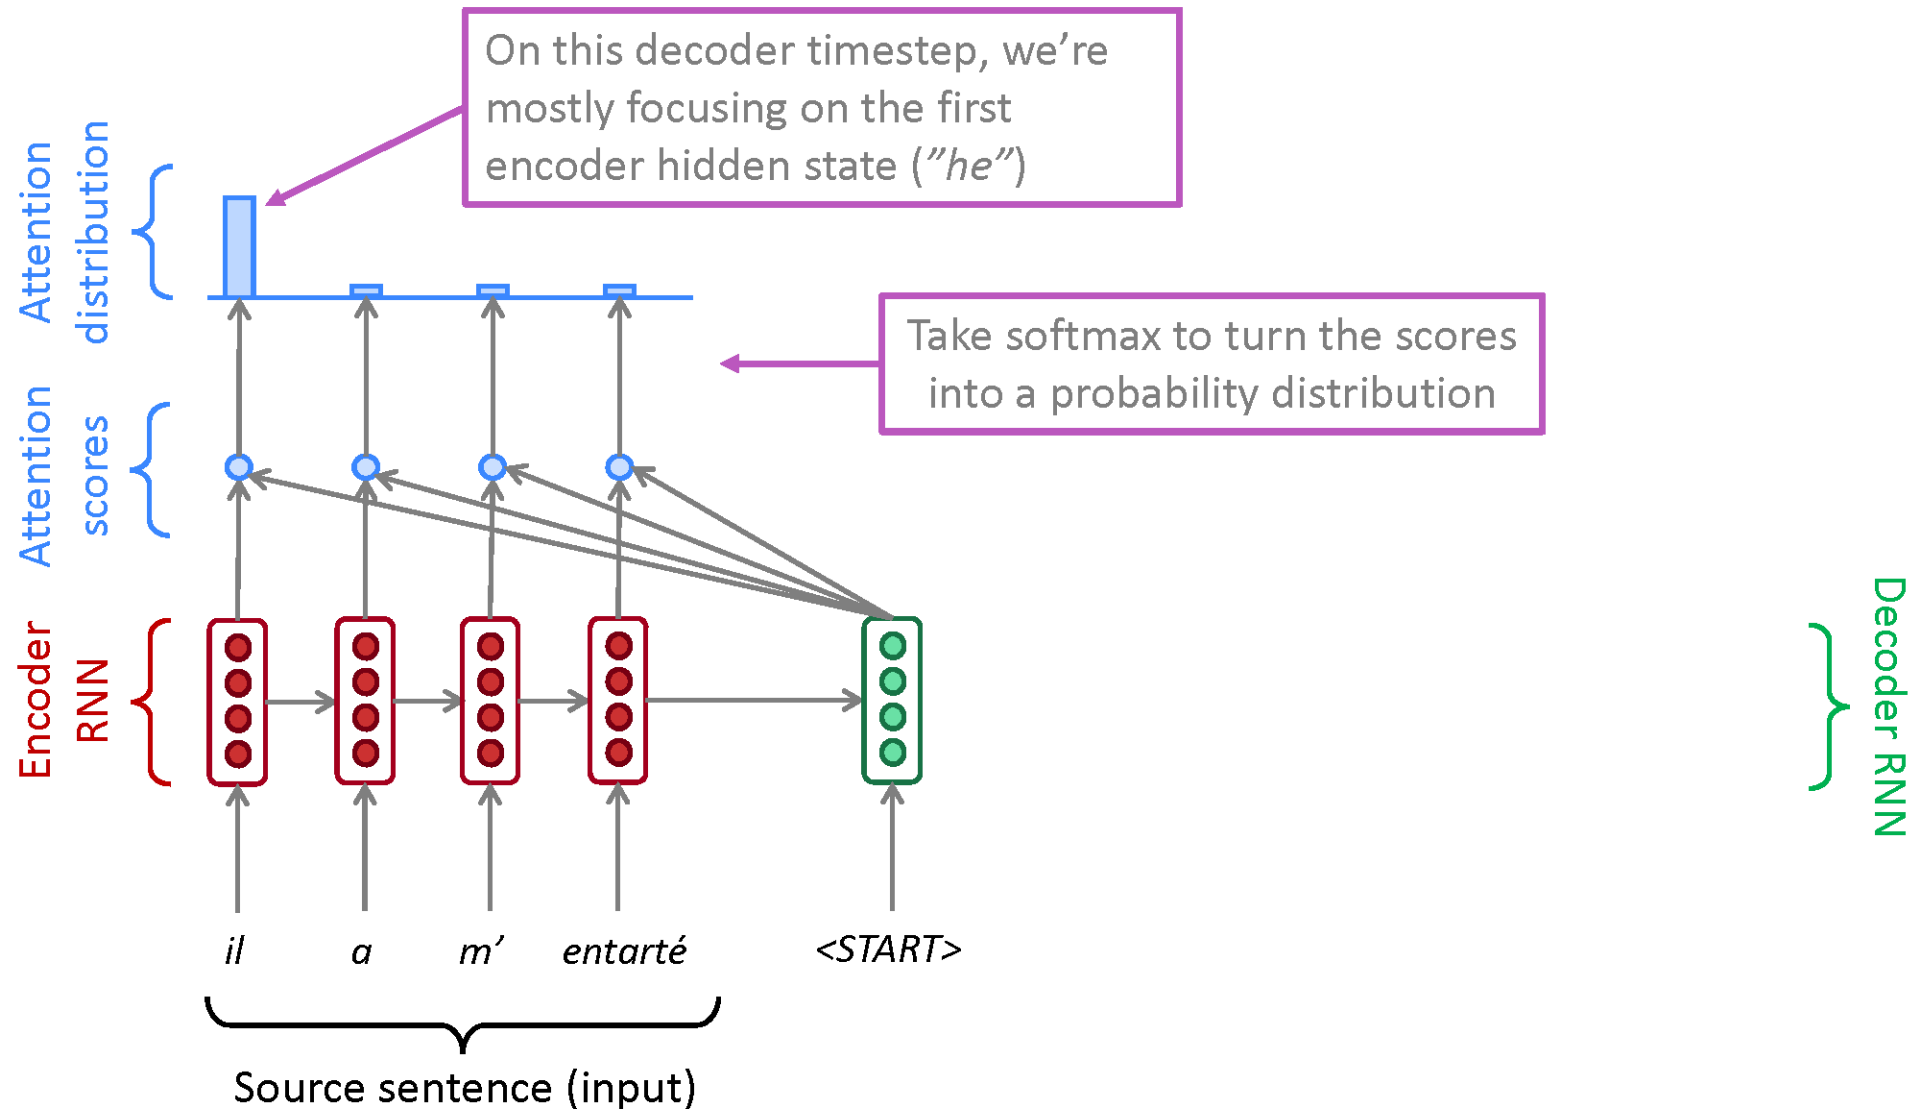 On this decoder timestep, we’re
mostly focusing on the first
encoder hidden state (”he”)
Attention
distribution
Take softmax to turn the scores
into a probability distribution
Attention
scores
Encoder
RNN
Decoder RNN
il a m’ entarté <START>
Source sentence (input)